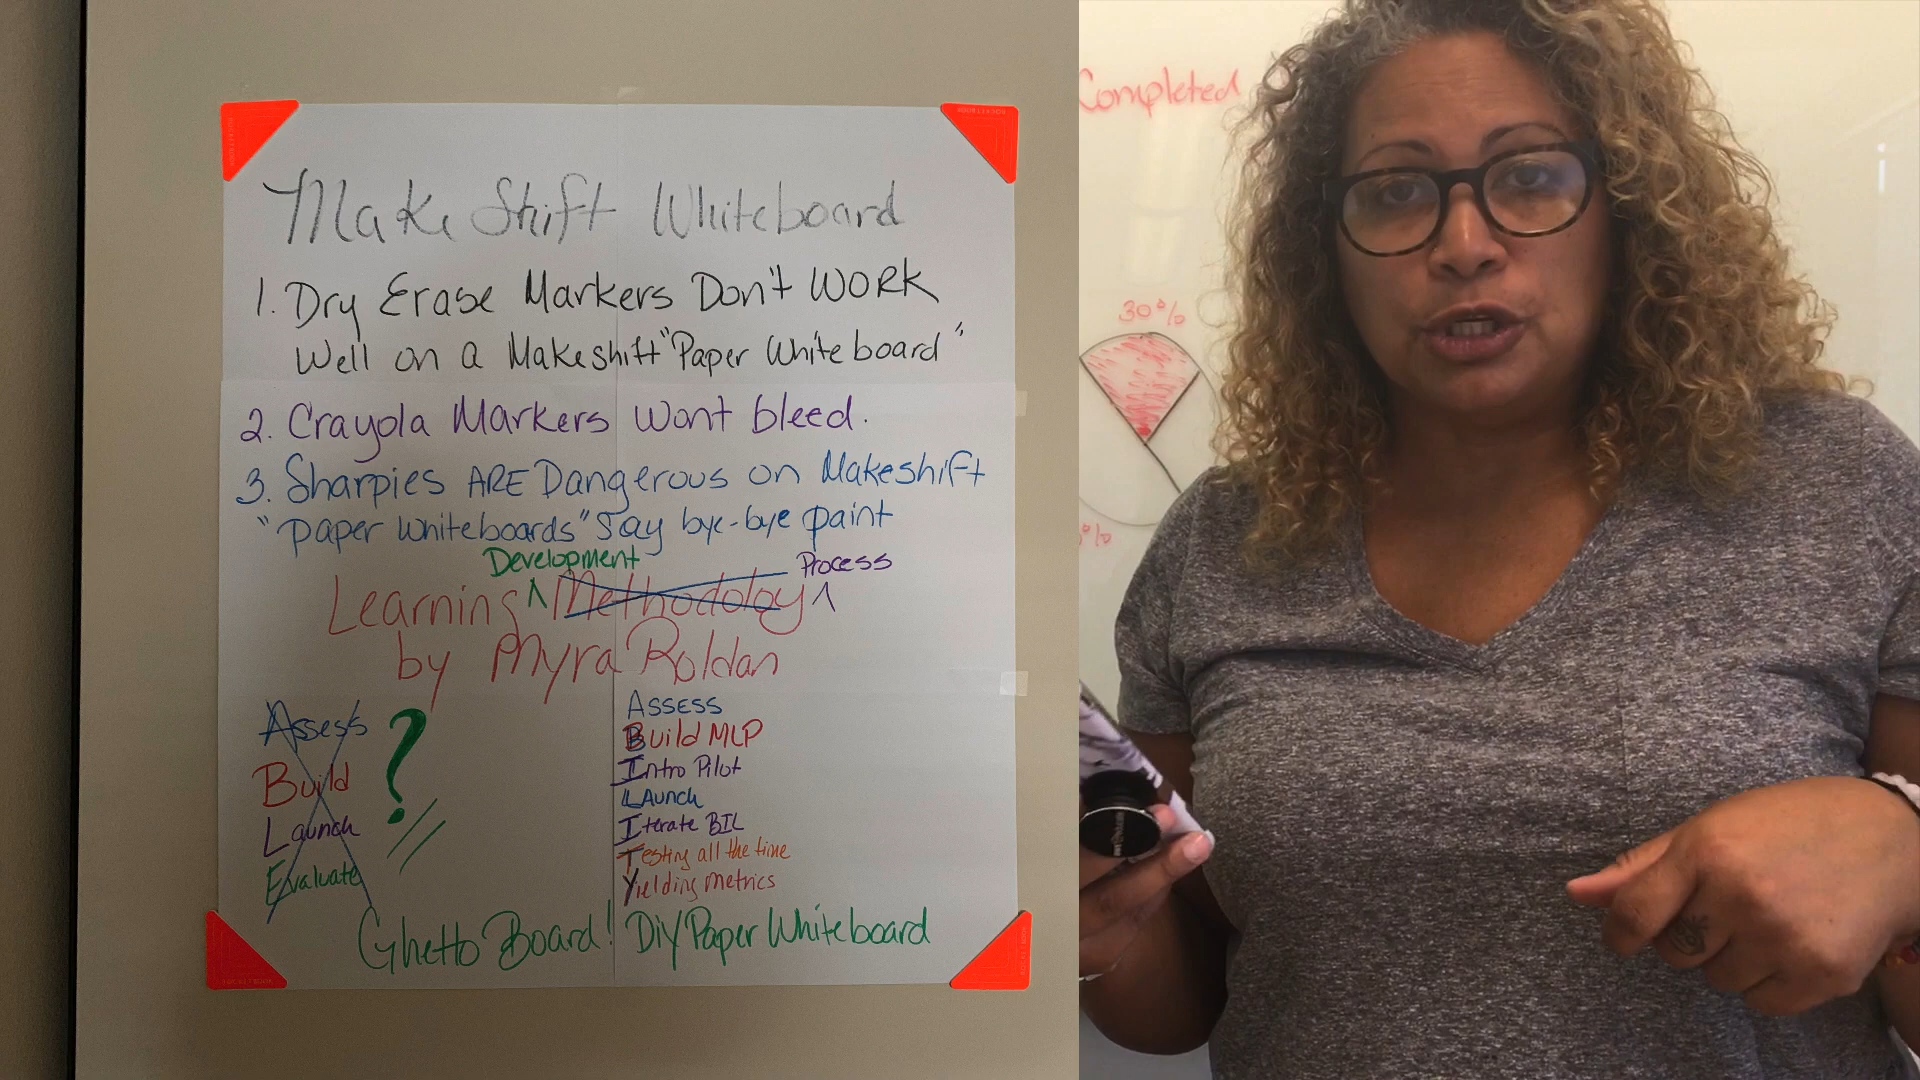 Make Shift Whiteboard
1. Dry Erase Markers Don't WORK
Well on a Makeshift "Paper Whiteboard"
2. Crayola Markers Wont bleed.
3. Sharpies ARE Dangerous on Makeshift
"paper whiteboards" Say bye-bye paint
Development Process
Learning ^ Methodology ^
by Myra Roldan
Assess ?
Build
Launch
Evaluate
ASSESS
Build MLP
Intro Pilot
LAunch
Iterate BIL
Testing all the time
Yielding metrics
Ghetto Board! DiY Paper Whiteboard
Completed
30%